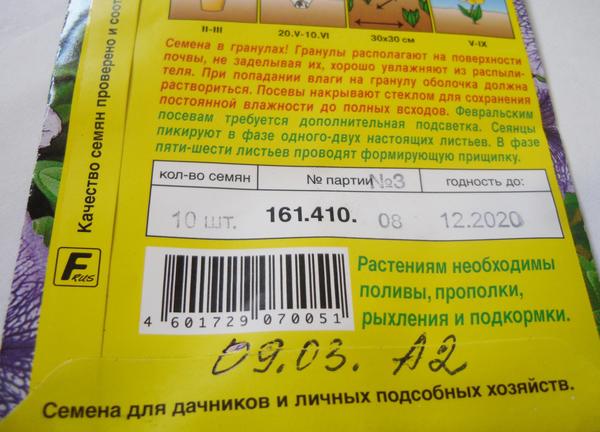 II-III
20.V-10.VI
30x30 см
V-IX
Семена в гранулах! Гранулы располагают на поверхности
почвы, не заделывая их, хорошо увлажняют из распыли-
теля. При попадании влаги на гранулу оболочка должна
раствориться. Посевы накрывают стеклом для сохранения
постоянной влажности до полных всходов. Февральским
посевам требуется дополнительная подсветка. Сеянцы
пикируют в фазе одного-двух настоящих листьев. В фазе
пяти-шести листьев проводят формирующую прищипку.
кол-во семян
№ партии №3
годность до:
10 шт.
161.410. 08
12.2020
Качество семян проверено и соот
F RUS
4 601729 070051
Растениям необходимы
поливы, прополки,
рыхления и подкормки.
09.03. А2
Семена для дачников и личных подсобных хозяйств.